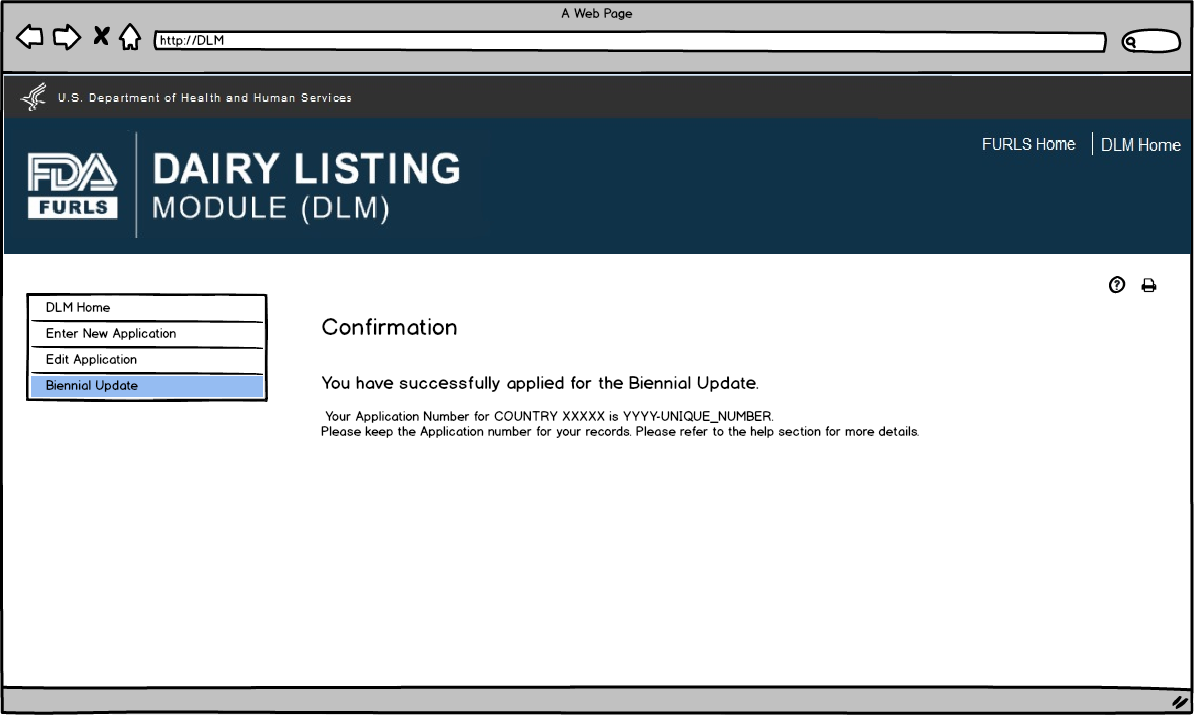 A Web Page
http://DLM
U.S. Department of Health and Human Services
FURLS Home DLM Home
FDA
FURLS
DAIRY LISTING
MODULE (DLM)
DLM Home
Enter New Application
Edit Application
Biennial Update
Confirmation
You have successfully applied for the Biennial Update.
Your Application Number for COUNTRY XXXXX is YYYY-UNIQUE_NUMBER.
Please keep the Application number for your records. Please refer to the help section for more details.